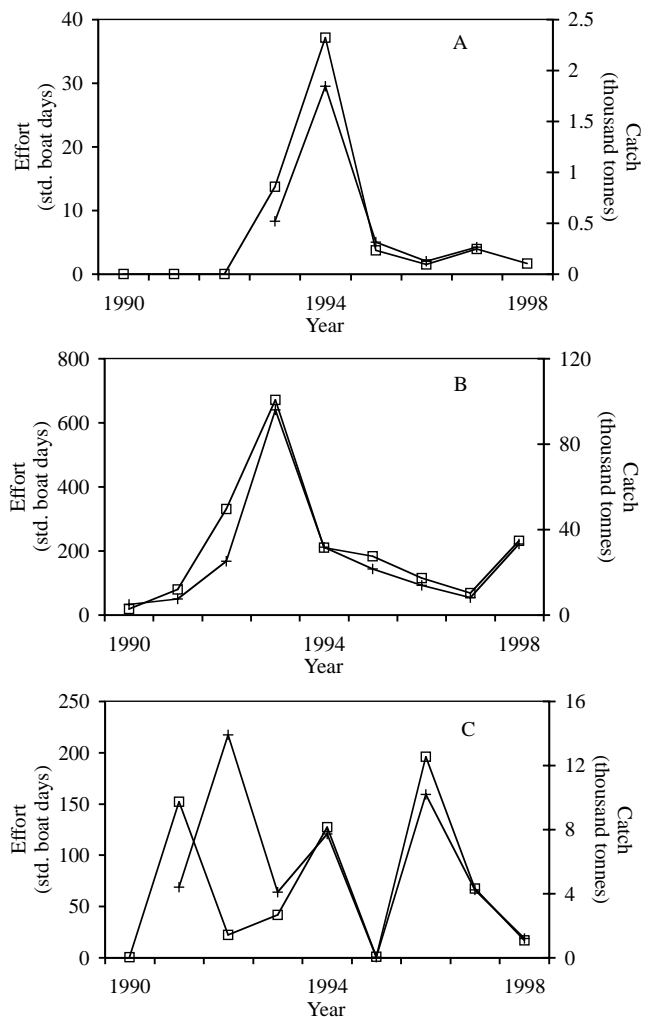 A
40
30
20
10
0
2.5
2
1.5
1
0.5
0
Effort
(std. boat days)
Catch
(thousand tonnes)
1990 1994 1998
Year
B
800
600
400
200
0
120
80
40
0
Effort
(std. boat days)
Catch
(thousand tonnes)
1990 1994 1998
Year
C
250
200
150
100
50
0
16
12
8
4
0
Effort
(std. boat days)
Catch
(thousand tonnes)
1990 1994 1998
Year